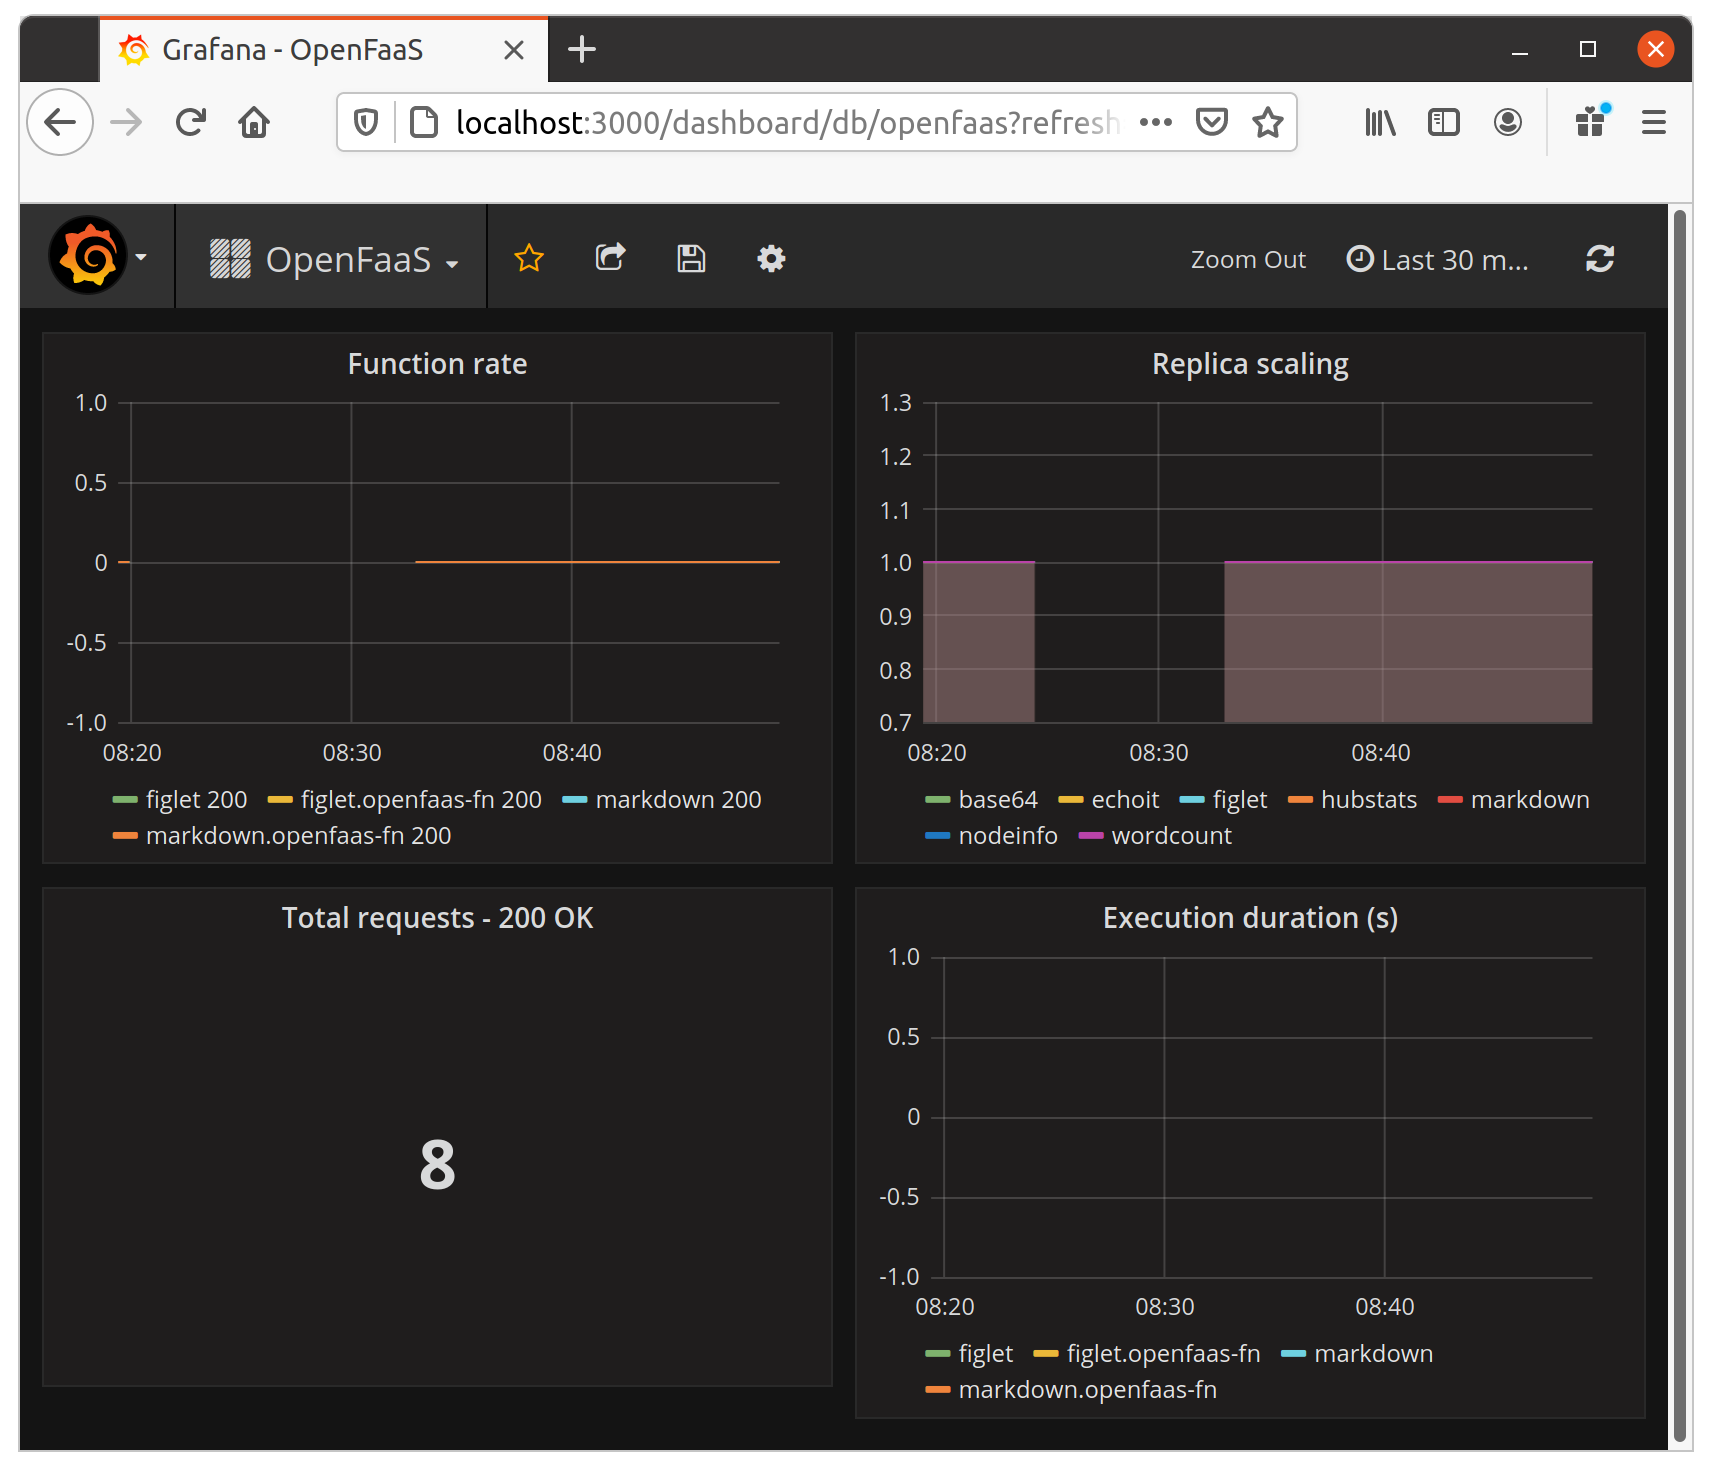 Grafana - OpenFaaS
localhost:3000/dashboard/db/openfaas?refresh
OpenFaaS
Zoom Out
Last 30 m...
Function rate
1.0
0.5
0
-0.5
-1.0
08:20 08:30 08:40
figlet 200 figlet.openfaas-fn 200 markdown 200
markdown.openfaas-fn 200
Replica scaling
1.3
1.2
1.1
1.0
0.9
0.8
0.7
08:20 08:30 08:40
base64 echoit figlet hubstats markdown
nodeinfo wordcount
Total requests - 200 OK
8
Execution duration (s)
1.0
0.5
0
-0.5
-1.0
08:20 08:30 08:40
figlet figlet.openfaas-fn markdown
markdown.openfaas-fn